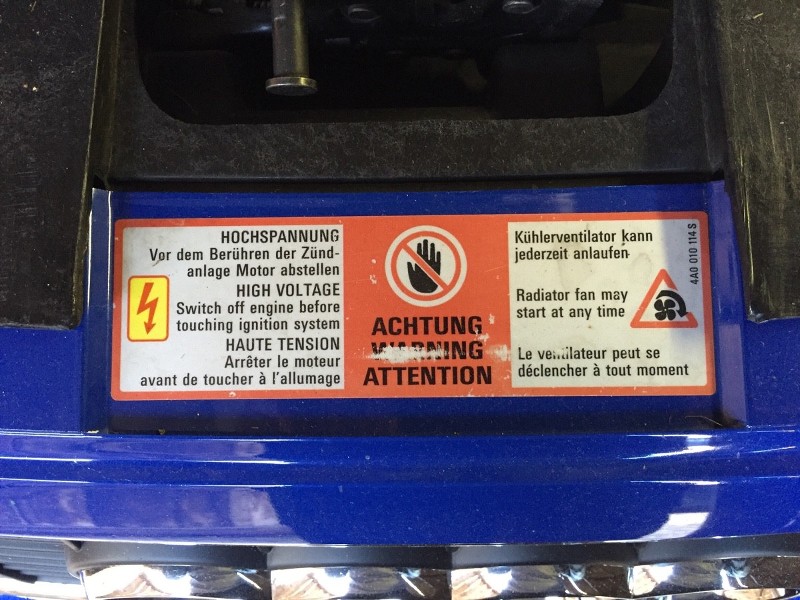 HOCHSPANNUNG
Vor dem Berühren der Zünd-
anlage Motor abstellen
HIGH VOLTAGE
Switch off engine before
touching ignition system
HAUTE TENSION
Arrêter le moteur
avant de toucher à l'allumage
ACHTUNG
WARNING
ATTENTION
Kühlerventilator kann
jederzeit anlaufen
Radiator fan may
start at any time
Le ventilateur peut se
déclencher à tout moment
4A0 010 114 S